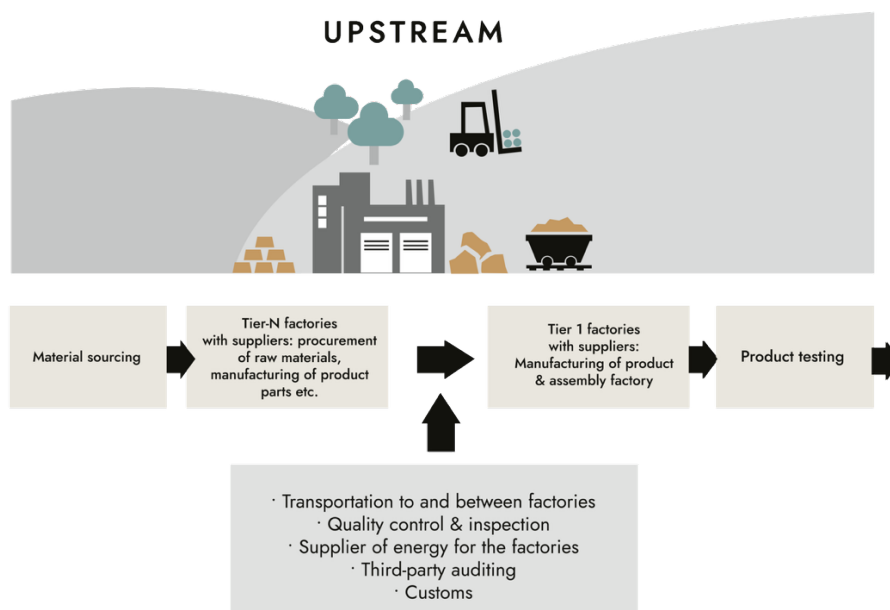 UPSTREAM
Material sourcing
Tier-N factories
with suppliers: procurement
of raw materials,
manufacturing of product
parts etc.
Tier 1 factories
with suppliers:
Manufacturing of product
& assembly factory
Product testing
· Transportation to and between factories
· Quality control & inspection
· Supplier of energy for the factories
· Third-party auditing
· Customs